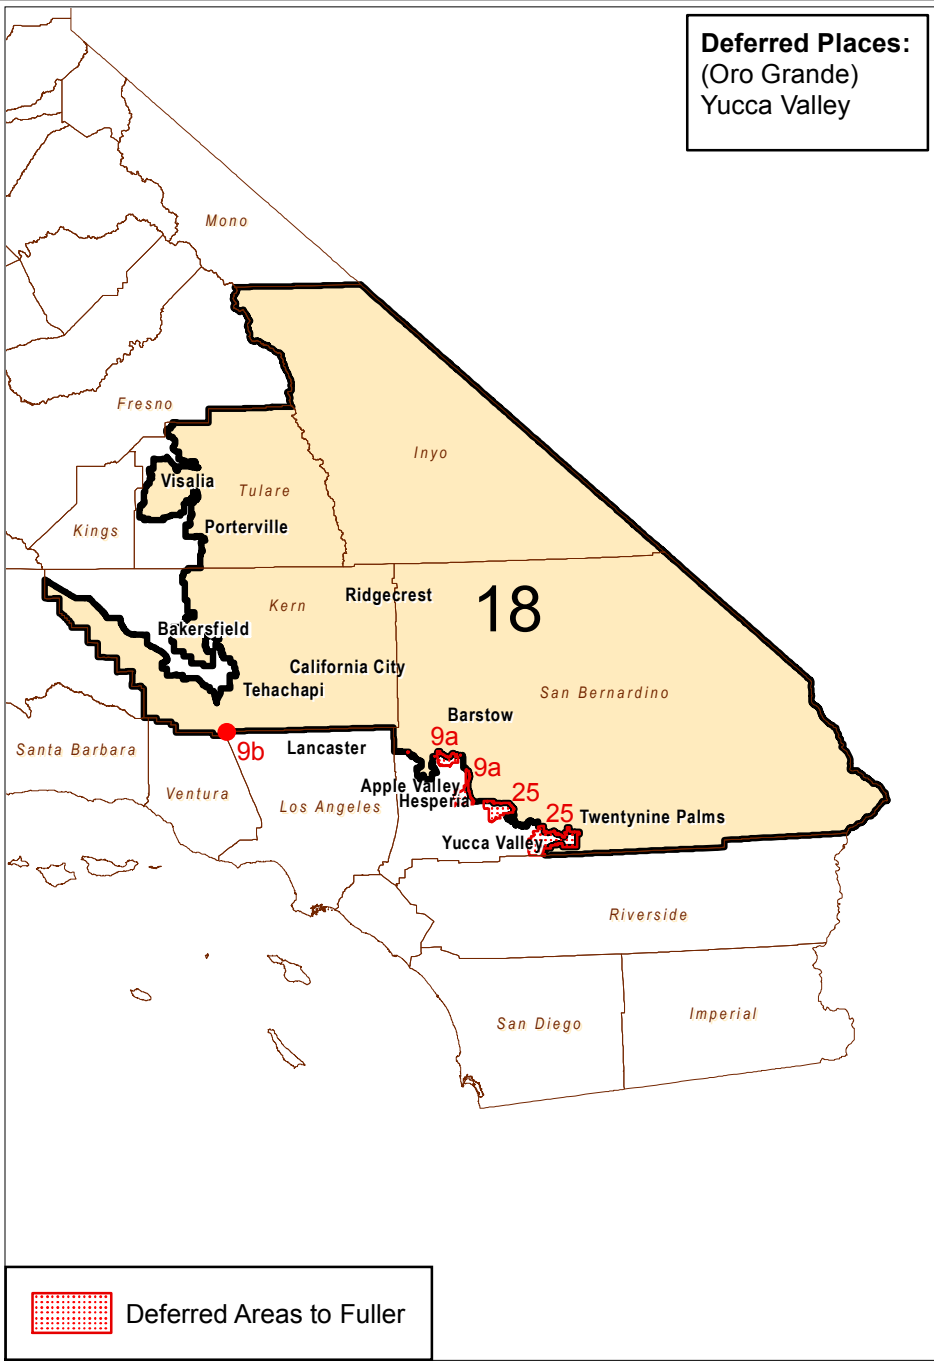 Deferred Places:
(Oro Grande)
Yucca Valley
Mono
Fresno
Inyo
Visalia
Tulare
Kings
Porterville
Ridgecrest
Kern
18
Bakersfield
California City
Tehachapi
San Bernardino
Barstow
Santa Barbara
9b
Lancaster
9a
9a
Ventura
Los Angeles
Apple Valley
Hesperia
25
25
Twentynine Palms
Yucca Valley
Riverside
San Diego
Imperial
Deferred Areas to Fuller